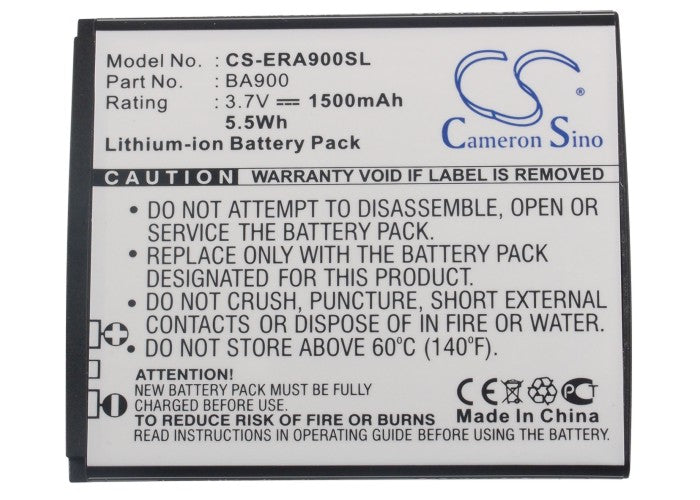 Model No. : CS-ERA900SL
Part No. : BA900
Rating : 3.7V 1500mAh
5.5Wh
Lithium-ion Battery Pack
CS
Cameron Sino
CAUTION WARRANTY VOID IF LABEL IS REMOVED
• DO NOT ATTEMPT TO DISASSEMBLE, OPEN OR
SERVICE THE BATTERY PACK.
• REPLACE ONLY WITH THE BATTERY PACK
DESIGNATED FOR THIS PRODUCT.
• DO NOT CRUSH, PUNCTURE, SHORT EXTERNAL
CONTACTS OR DISPOSE OF IN FIRE OR WATER.
• DO NOT STORE ABOVE 60°C (140°F).
ATTENTION:
NEW BATTERY PACK MUST BE FULLY
CHARGED BEFORE USE.
TO REDUCE RISK OF FIRE OR BURNS
READ INSTRUCTIONS IN OPERATING GUIDE BEFORE USING THE BATTERY.
CE PCT
Made In China